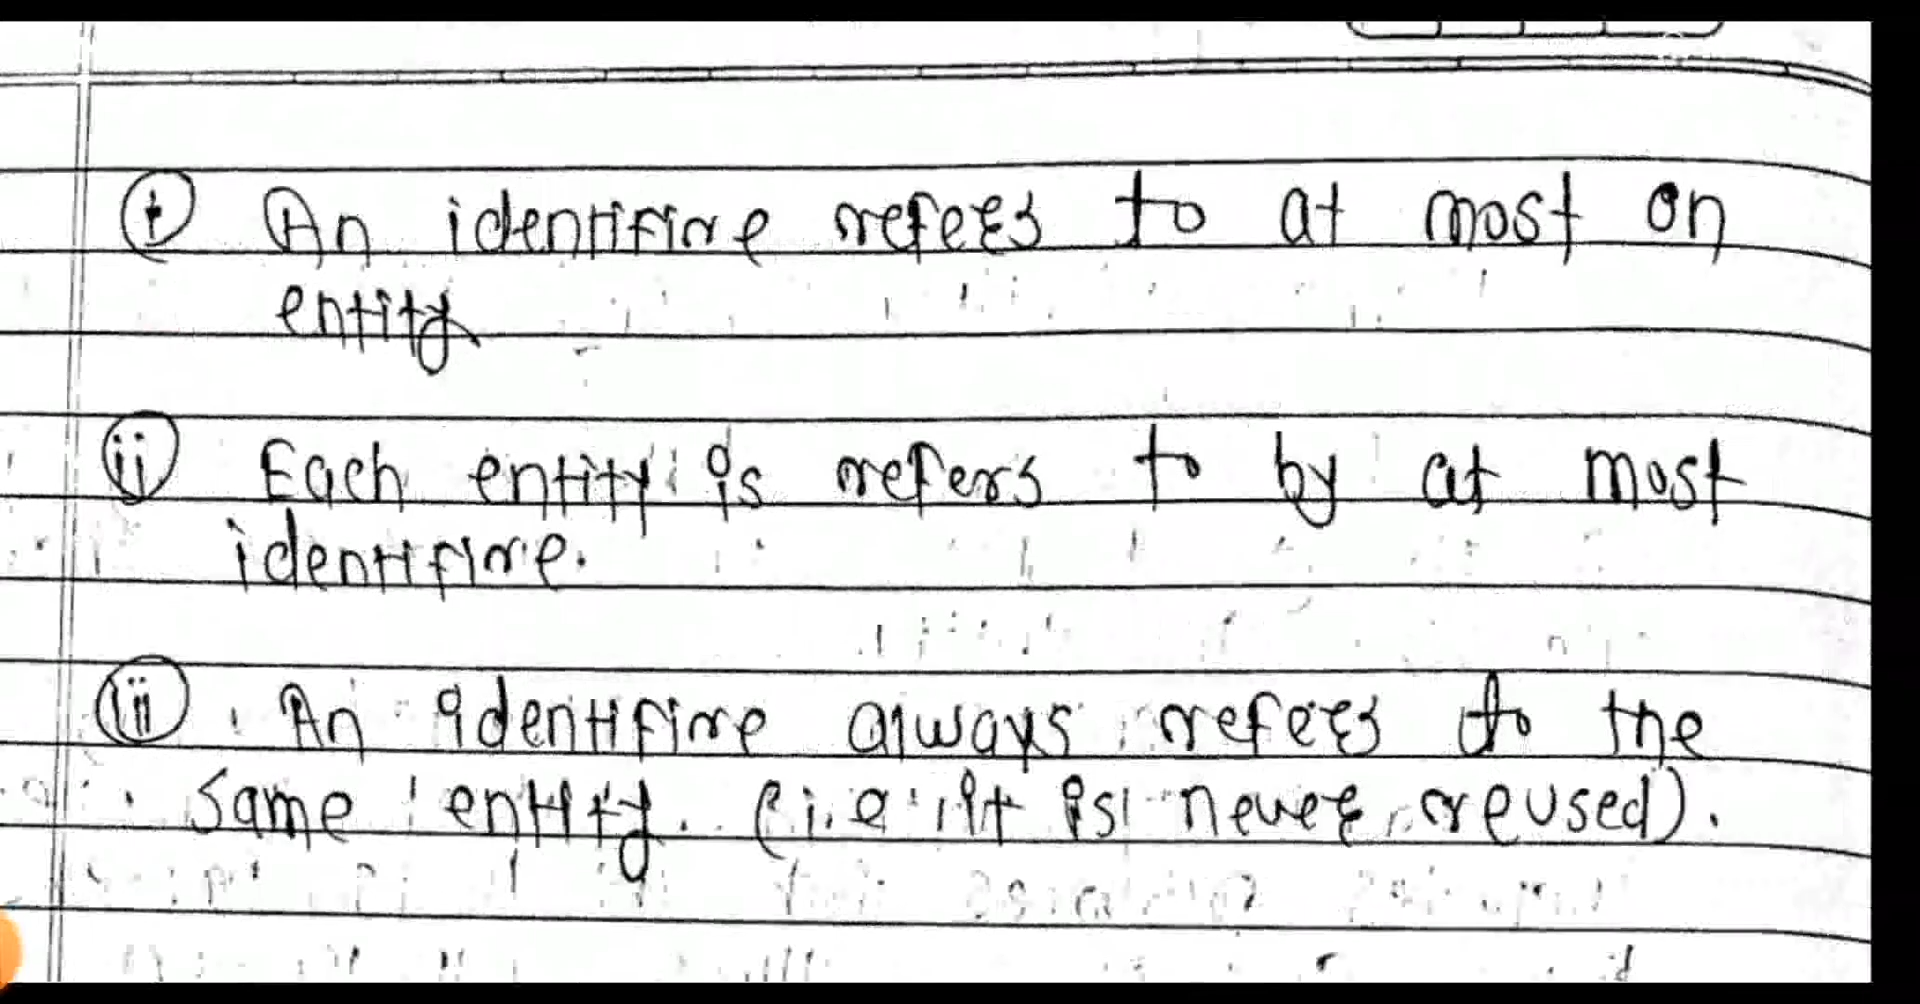 (i) An identifire refers to at most on
entity
(ii) Each entity is refers to by at most
identifire.
(iii) An identifire always refers to the
same entity. (i.e it is never reused).